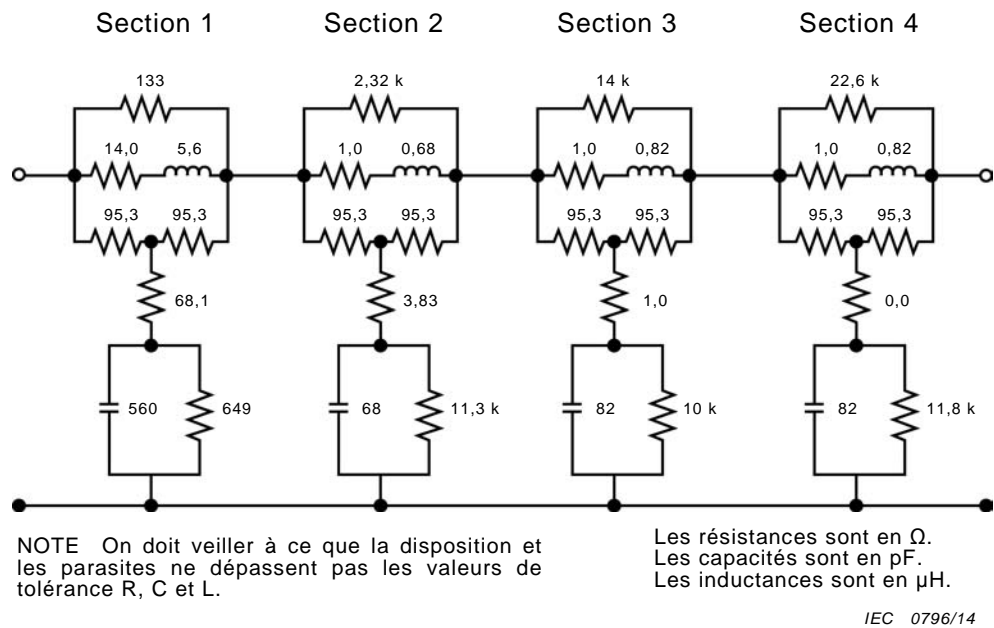 Section 1 Section 2 Section 3 Section 4
133 2,32 k 14 k 22,6 k
14,0 5,6 1,0 0,68 1,0 0,82 1,0 0,82
95,3 95,3 95,3 95,3 95,3 95,3 95,3 95,3
68,1 3,83 1,0 0,0
560 649 68 11,3 k 82 10 k 82 11,8 k
NOTE On doit veiller à ce que la disposition et
les parasites ne dépassent pas les valeurs de
tolérance R, C et L.
Les résistances sont en Ω.
Les capacités sont en pF.
Les inductances sont en µH.
IEC 0796/14